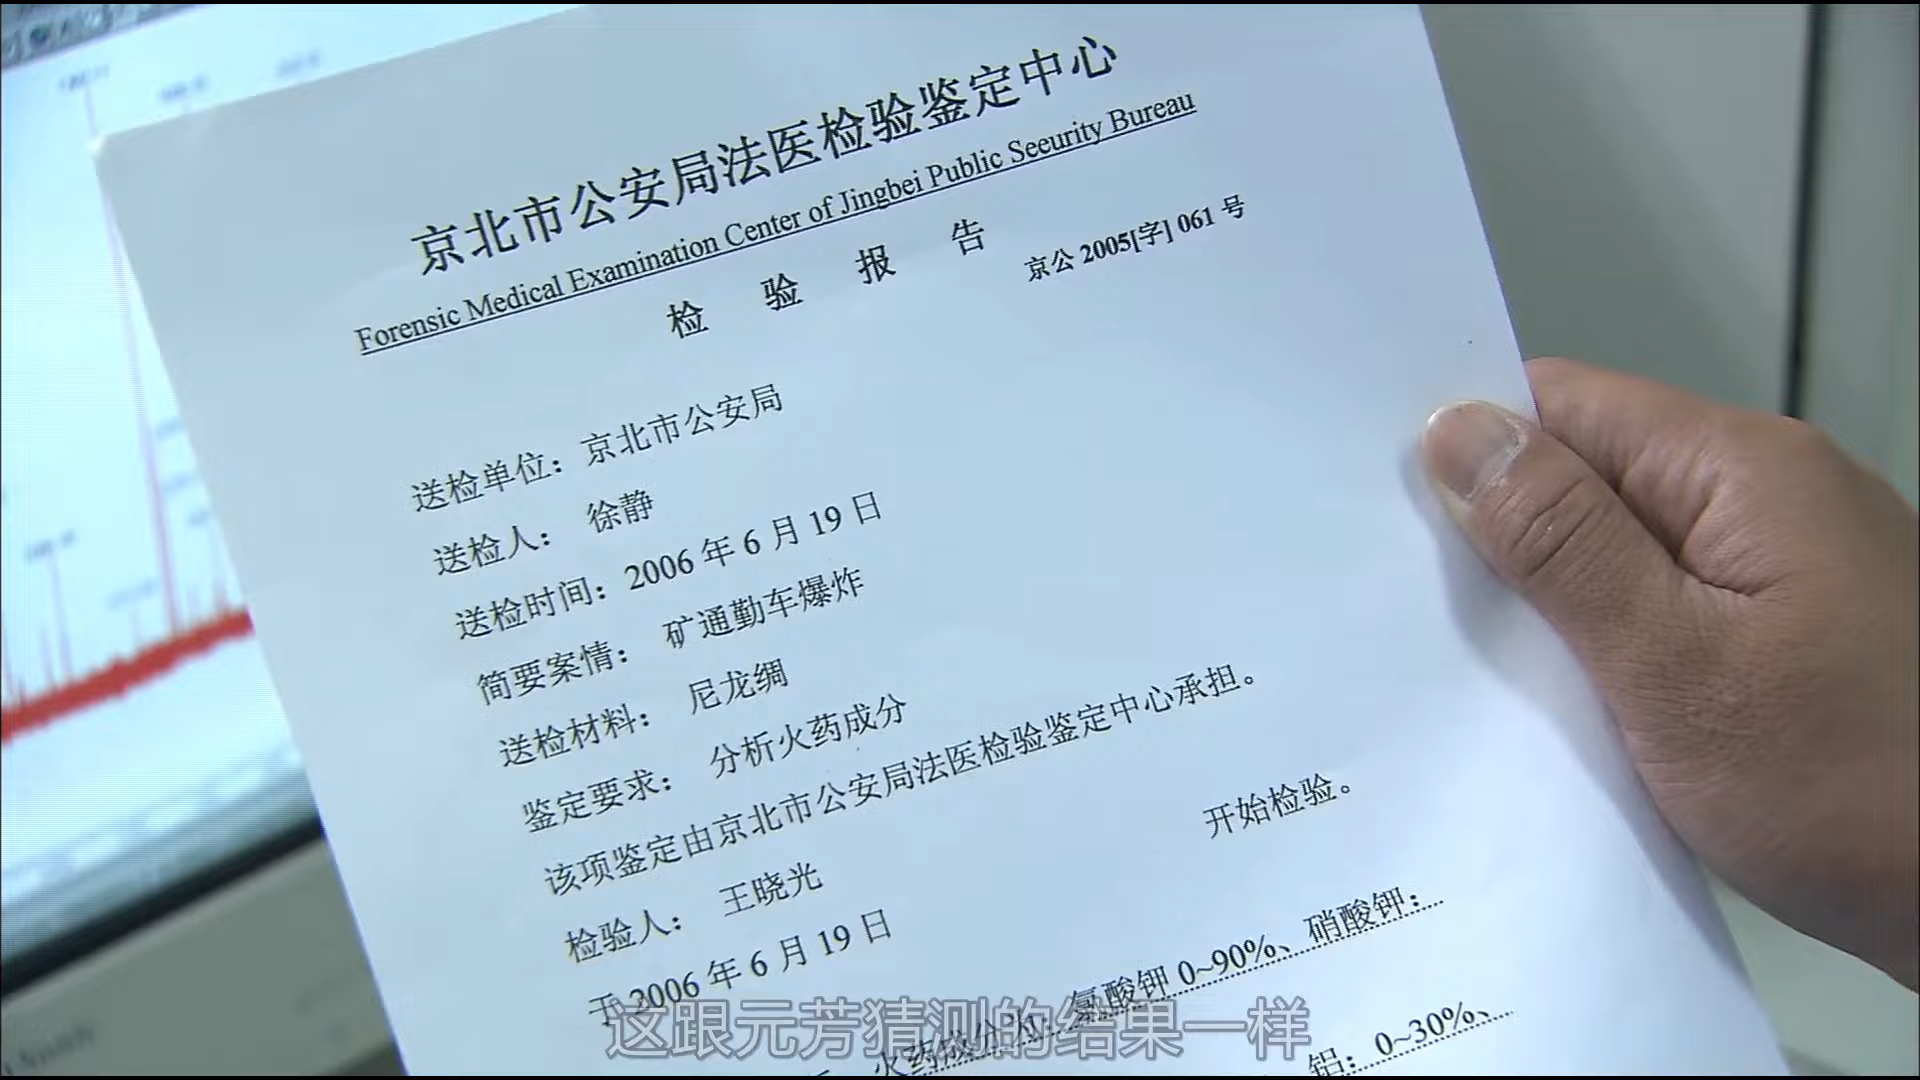 京北市公安局法医检验鉴定中心
Forensic Medical Examination Center of Jingbei Public Seeurity Bureau
检 验 报 告
京公 2005[字] 061 号
送检单位：京北市公安局
送检人： 徐静
送检时间：2006 年 6 月 19 日
简要案情： 矿通勤车爆炸
送检材料： 尼龙绸
鉴定要求： 分析火药成分
该项鉴定由京北市公安局法医检验鉴定中心承担。
检验人： 王晓光
开始检验。
于 2006 年 6 月 19 日
火药成分为：氯酸钾 0~90%、硝酸钾：
铝：0~30%、
这跟元芳猜测的结果一样